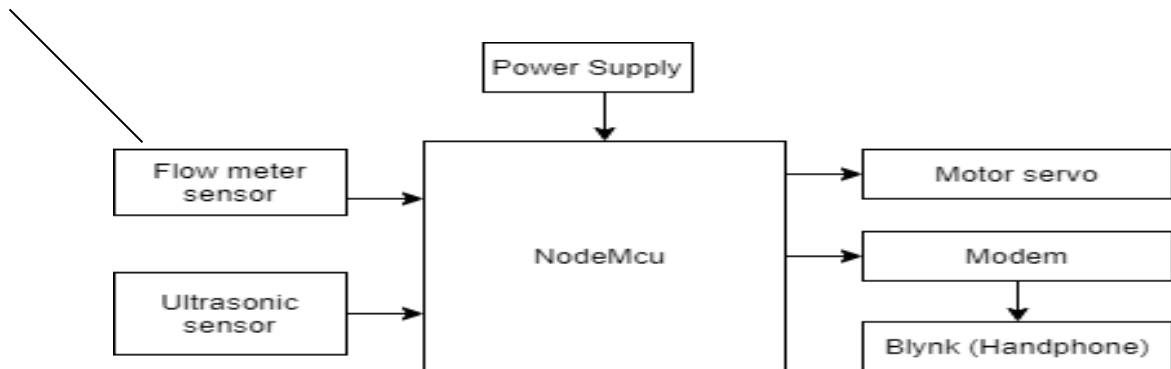 Power Supply
Flow meter
sensor
Motor servo
NodeMcu
Modem
Ultrasonic
sensor
Blynk (Handphone)